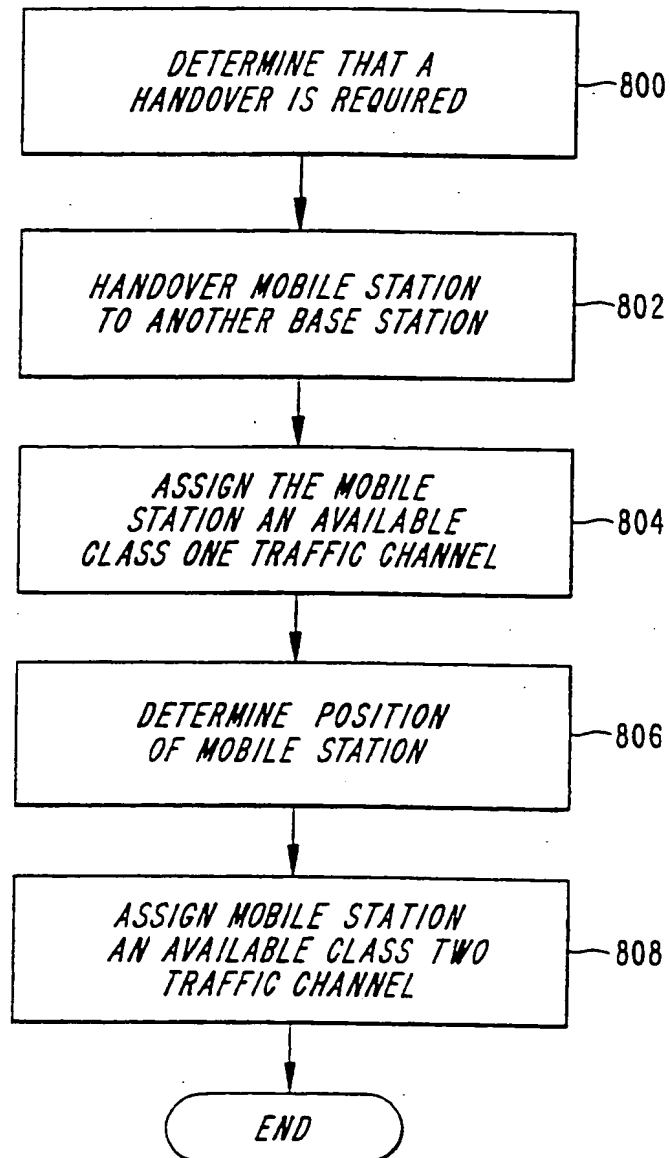 DETERMINE THAT A
HANDOVER IS REQUIRED
800
HANDOVER MOBILE STATION
TO ANOTHER BASE STATION
802
ASSIGN THE MOBILE
STATION AN AVAILABLE
CLASS ONE TRAFFIC CHANNEL
804
DETERMINE POSITION
OF MOBILE STATION
806
ASSIGN MOBILE STATION
AN AVAILABLE CLASS TWO
TRAFFIC CHANNEL
808
END